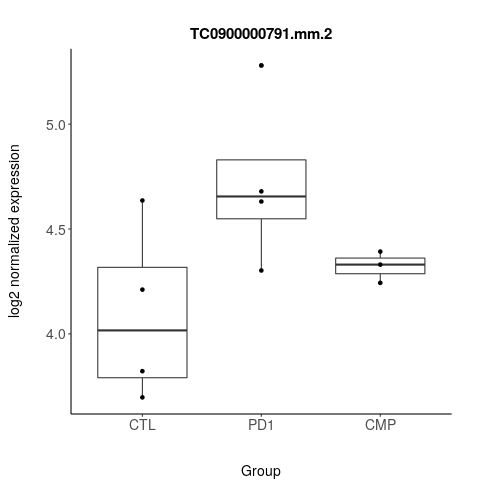 TC0900000791.mm.2
log2 normalized expression
5.0
4.5
4.0
CTL PD1 CMP
Group